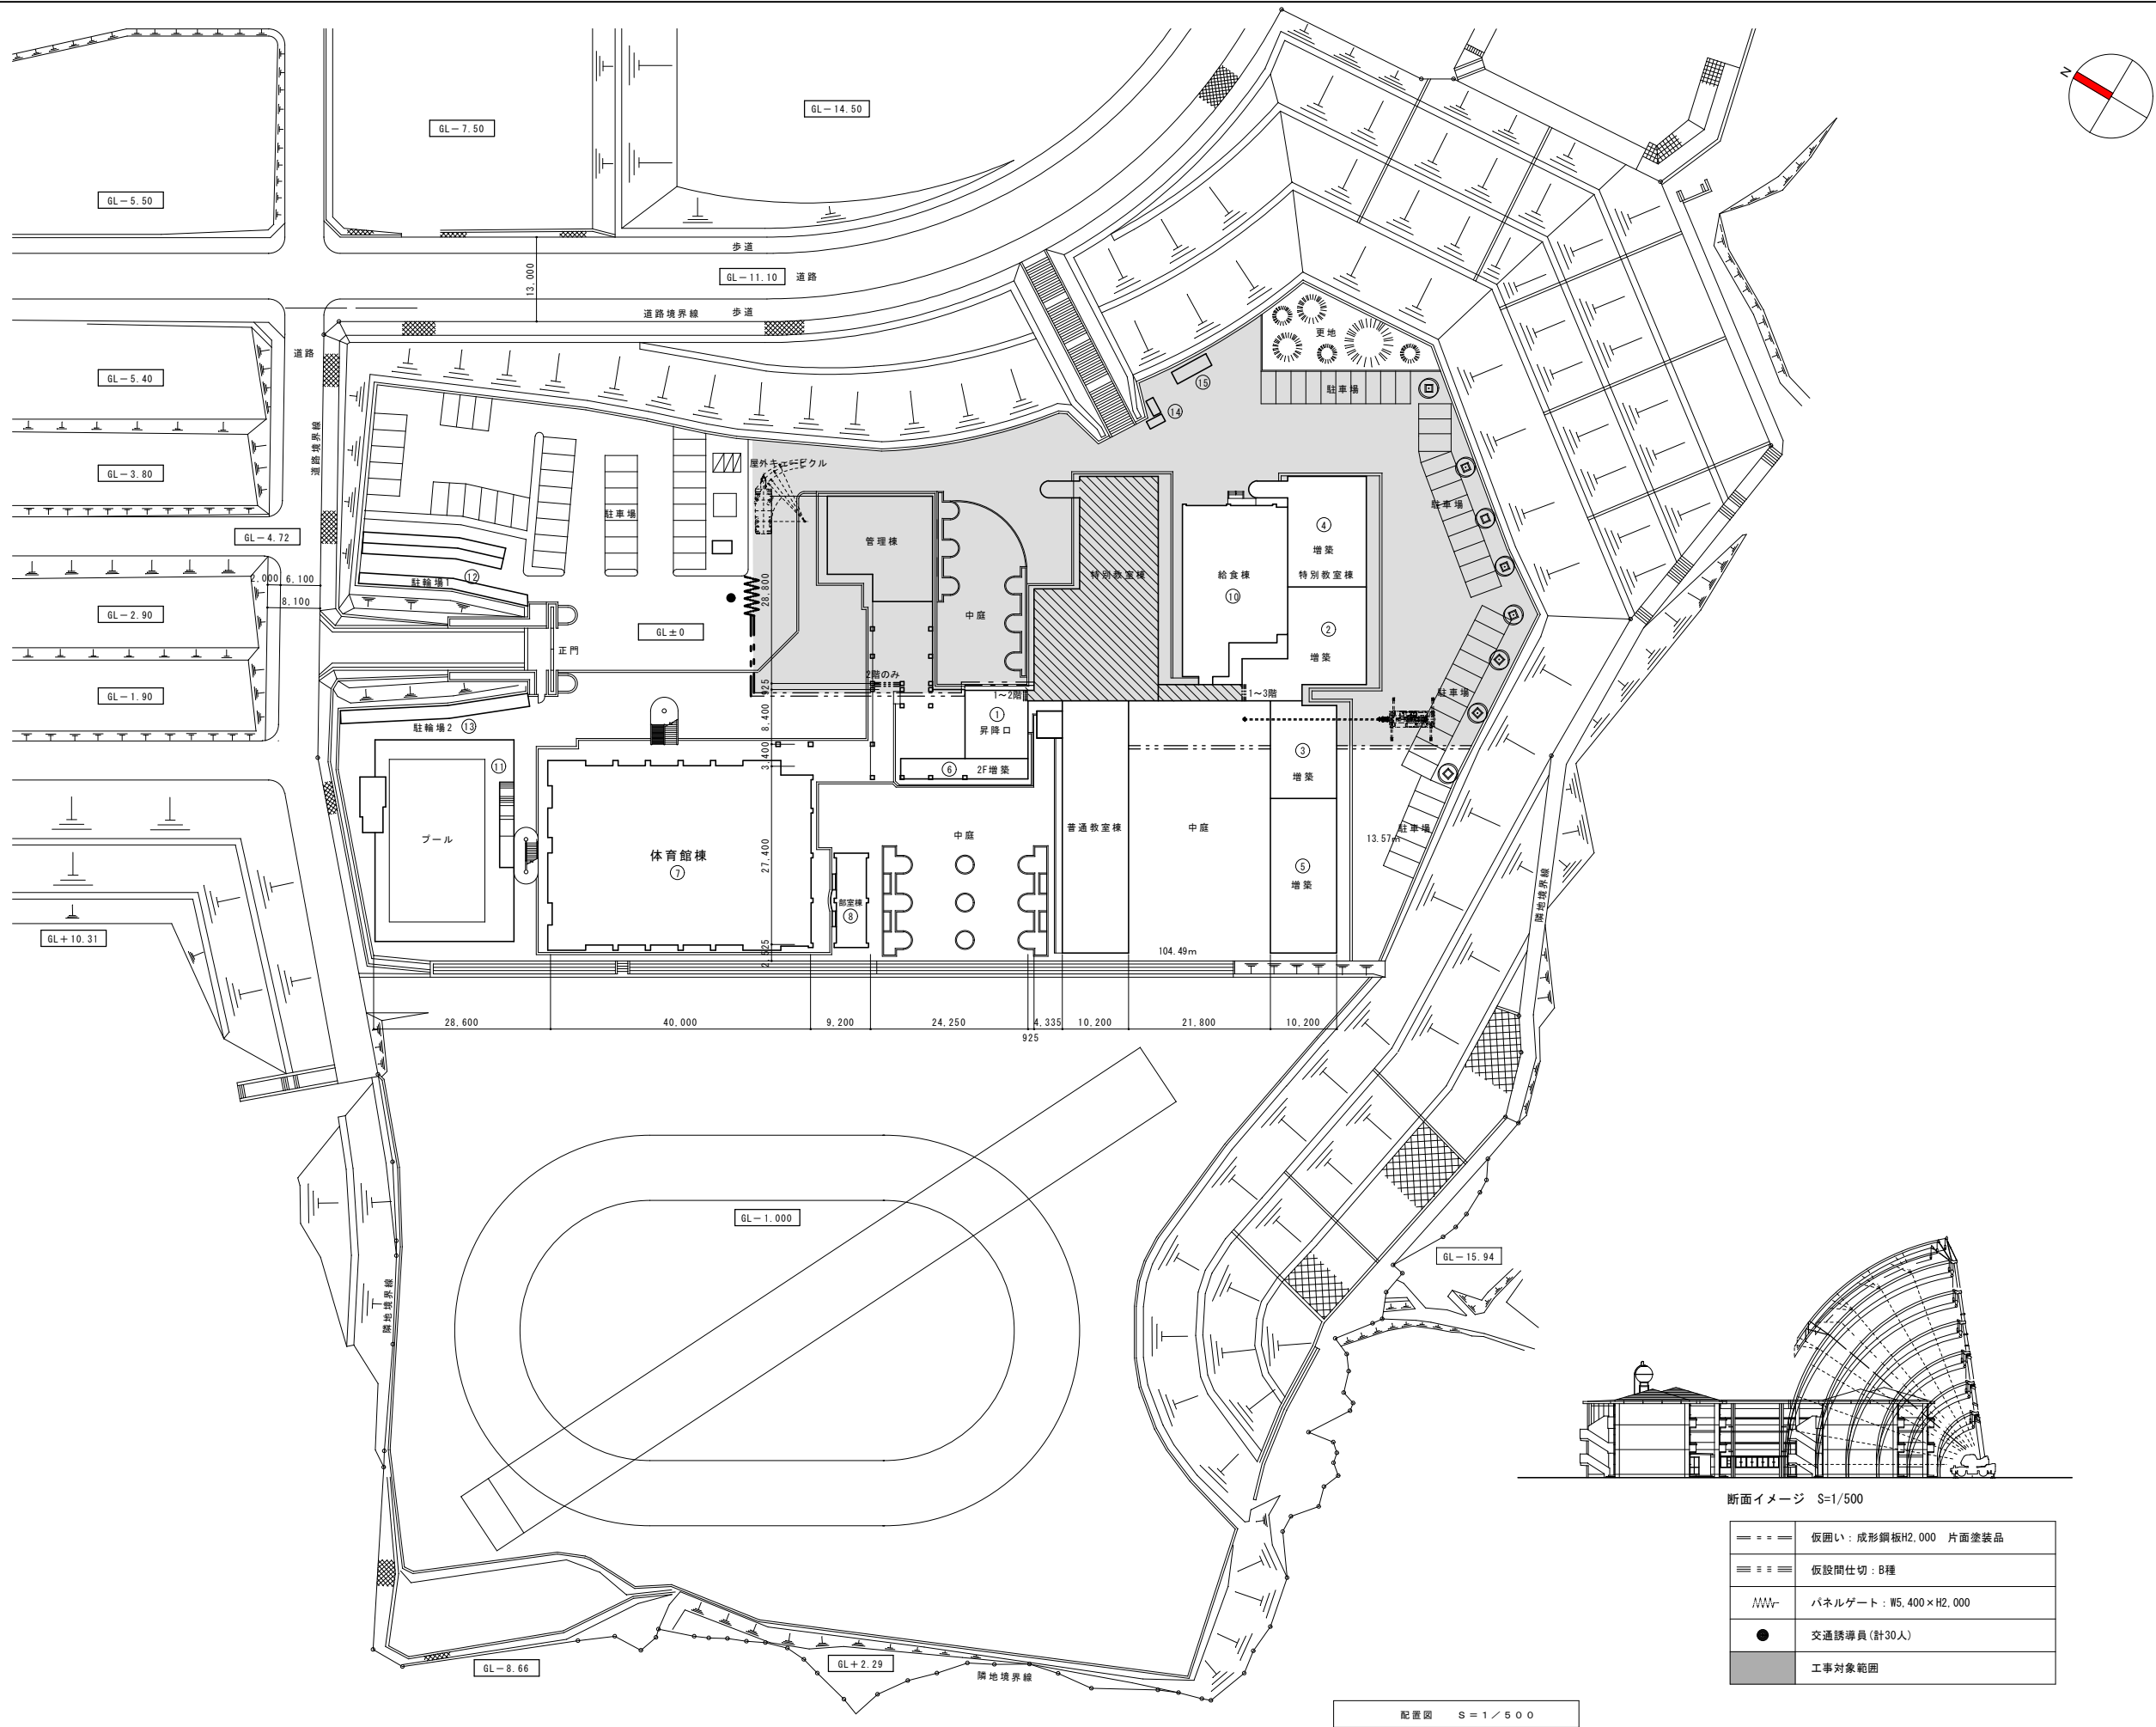 N
GL－14.50
GL－7.50
GL－5.50
歩道
GL－11.10
道路
13,000
道路境界線
歩道
道路
GL－5.40
道路境界線
GL－3.80
GL－4.72
2,000
6,100
8,100
GL－2.90
GL－1.90
GL＋10.31
更地
駐車場
⑮
⑭
屋外キュービクル
駐車場
駐車場
管理棟
特別教室棟
給食棟
⑩
④
増築
特別教室棟
②
増築
中庭
28,800
駐輪場1
⑫
GL±0
正門
2階のみ
925
1～2階
1～3階
駐車場
①
昇降口
8,400
駐輪場2
⑬
3,400
⑥
2F増築
③
増築
⑪
プール
体育館棟
⑦
27,400
中庭
普通教室棟
中庭
駐車場
13.57m
部室棟
⑧
⑤
増築
隣地境界線
2,525
104.49m
28,600
40,000
9,200
24,250
925
4,335
10,200
21,800
10,200
GL－1.000
GL－15.94
隣地境界線
GL－8.66
GL＋2.29
隣地境界線
断面イメージ　S=1/500
仮囲い：成形鋼板H2,000　片面塗装品
仮設間仕切：B種
パネルゲート：W5,400×H2,000
交通誘導員(計30人)
工事対象範囲
配置図　Ｓ＝１／５００